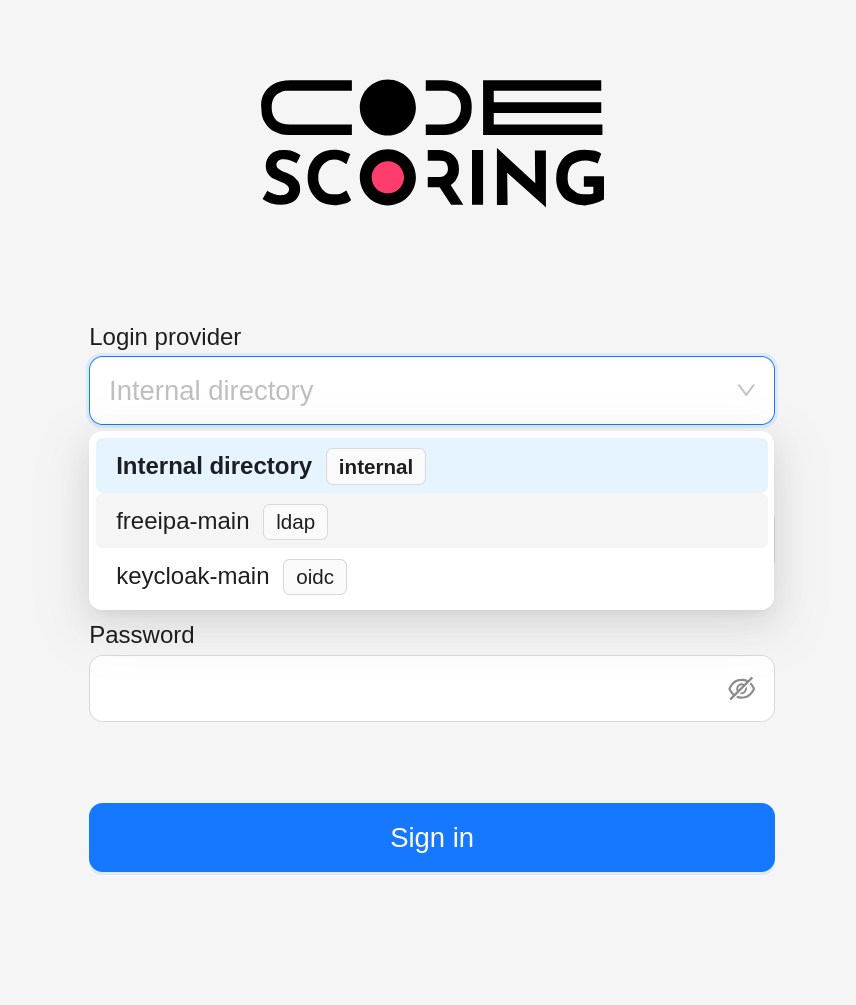 CODE
SCORING
Login provider
Internal directory
Internal directory internal
freeipa-main ldap
keycloak-main oidc
Password
Sign in